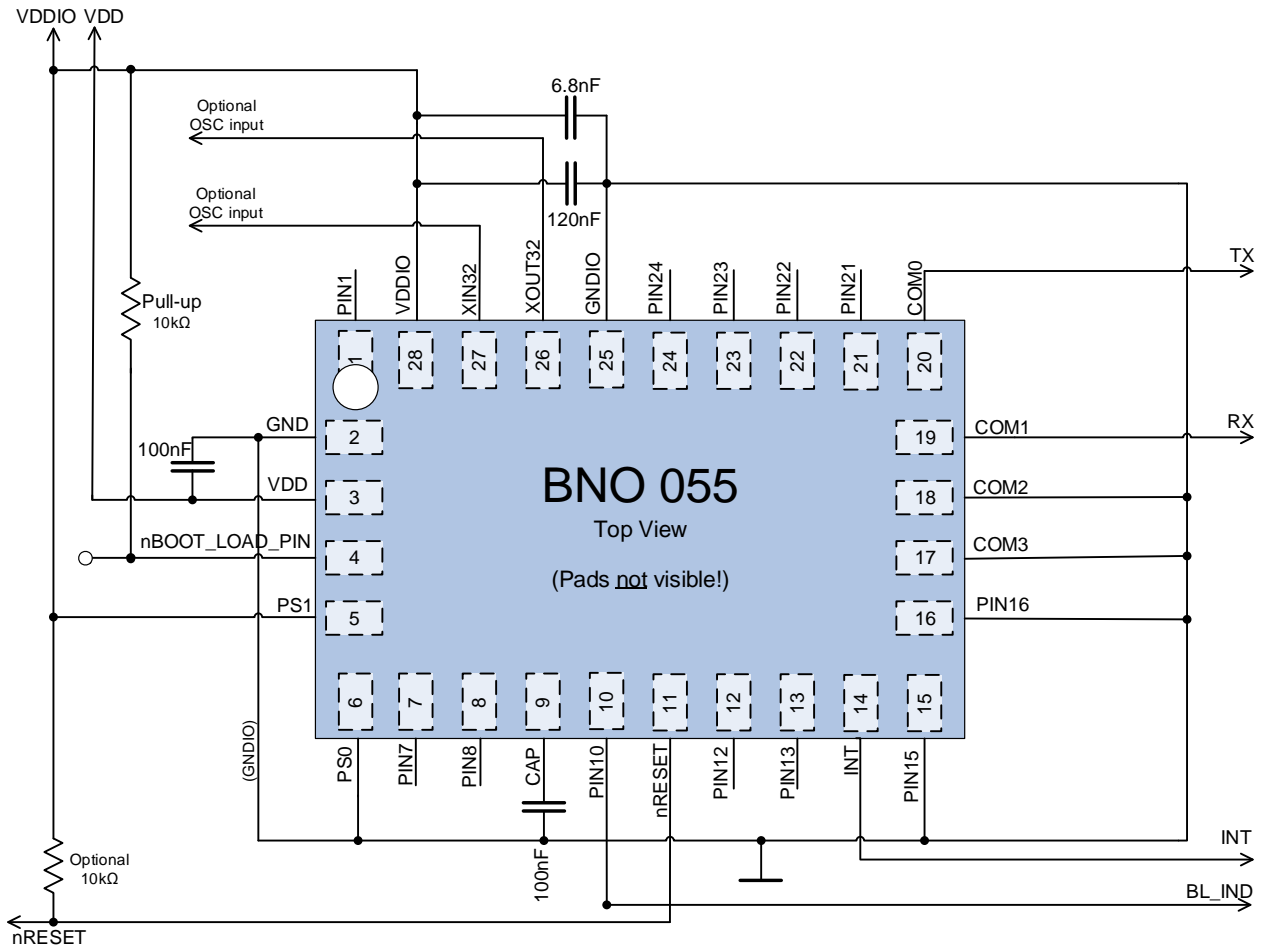 VDDIO VDD
6.8nF
Optional
OSC input
Optional
OSC input
120nF
TX
PIN1
VDDIO
XIN32
XOUT32
GNDIO
PIN24
PIN23
PIN22
PIN21
COM0
Pull-up
10kΩ
1
28
27
26
25
24
23
22
21
20
GND
2
19
COM1
RX
100nF
VDD
3
BNO 055
18
COM2
Top View
nBOOT_LOAD_PIN
4
17
COM3
(Pads not visible!)
PS1
5
16
PIN16
6
7
8
9
10
11
12
13
14
15
(GNDIO)
PS0
PIN7
PIN8
CAP
PIN10
nRESET
PIN12
PIN13
INT
PIN15
100nF
INT
Optional
10kΩ
BL_IND
nRESET